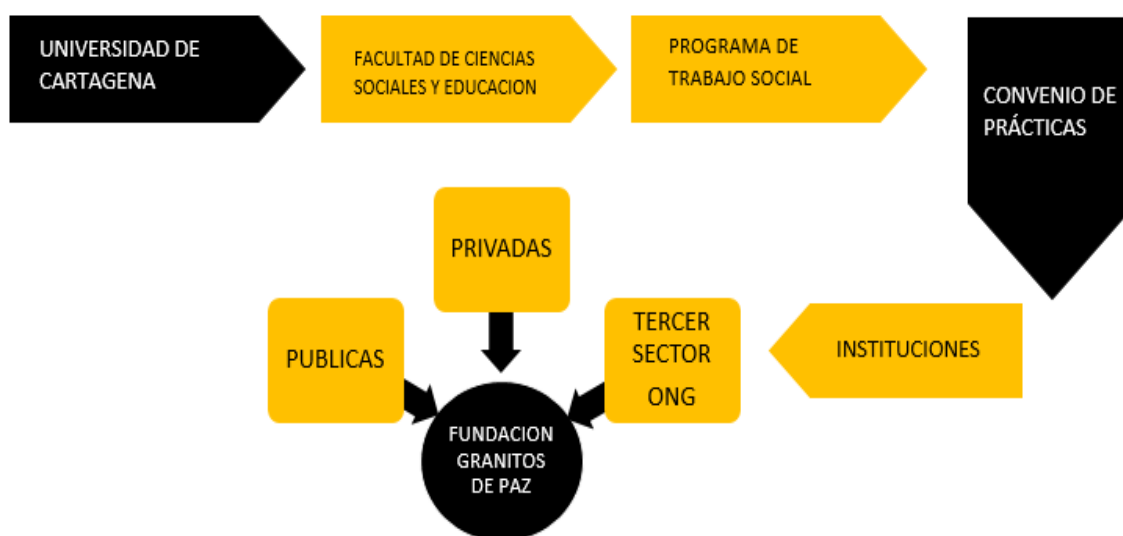 UNIVERSIDAD DE
CARTAGENA
FACULTAD DE CIENCIAS
SOCIALES Y EDUCACION
PROGRAMA DE
TRABAJO SOCIAL
CONVENIO DE
PRÁCTICAS
INSTITUCIONES
TERCER
SECTOR
ONG
PRIVADAS
PUBLICAS
FUNDACION
GRANITOS
DE PAZ